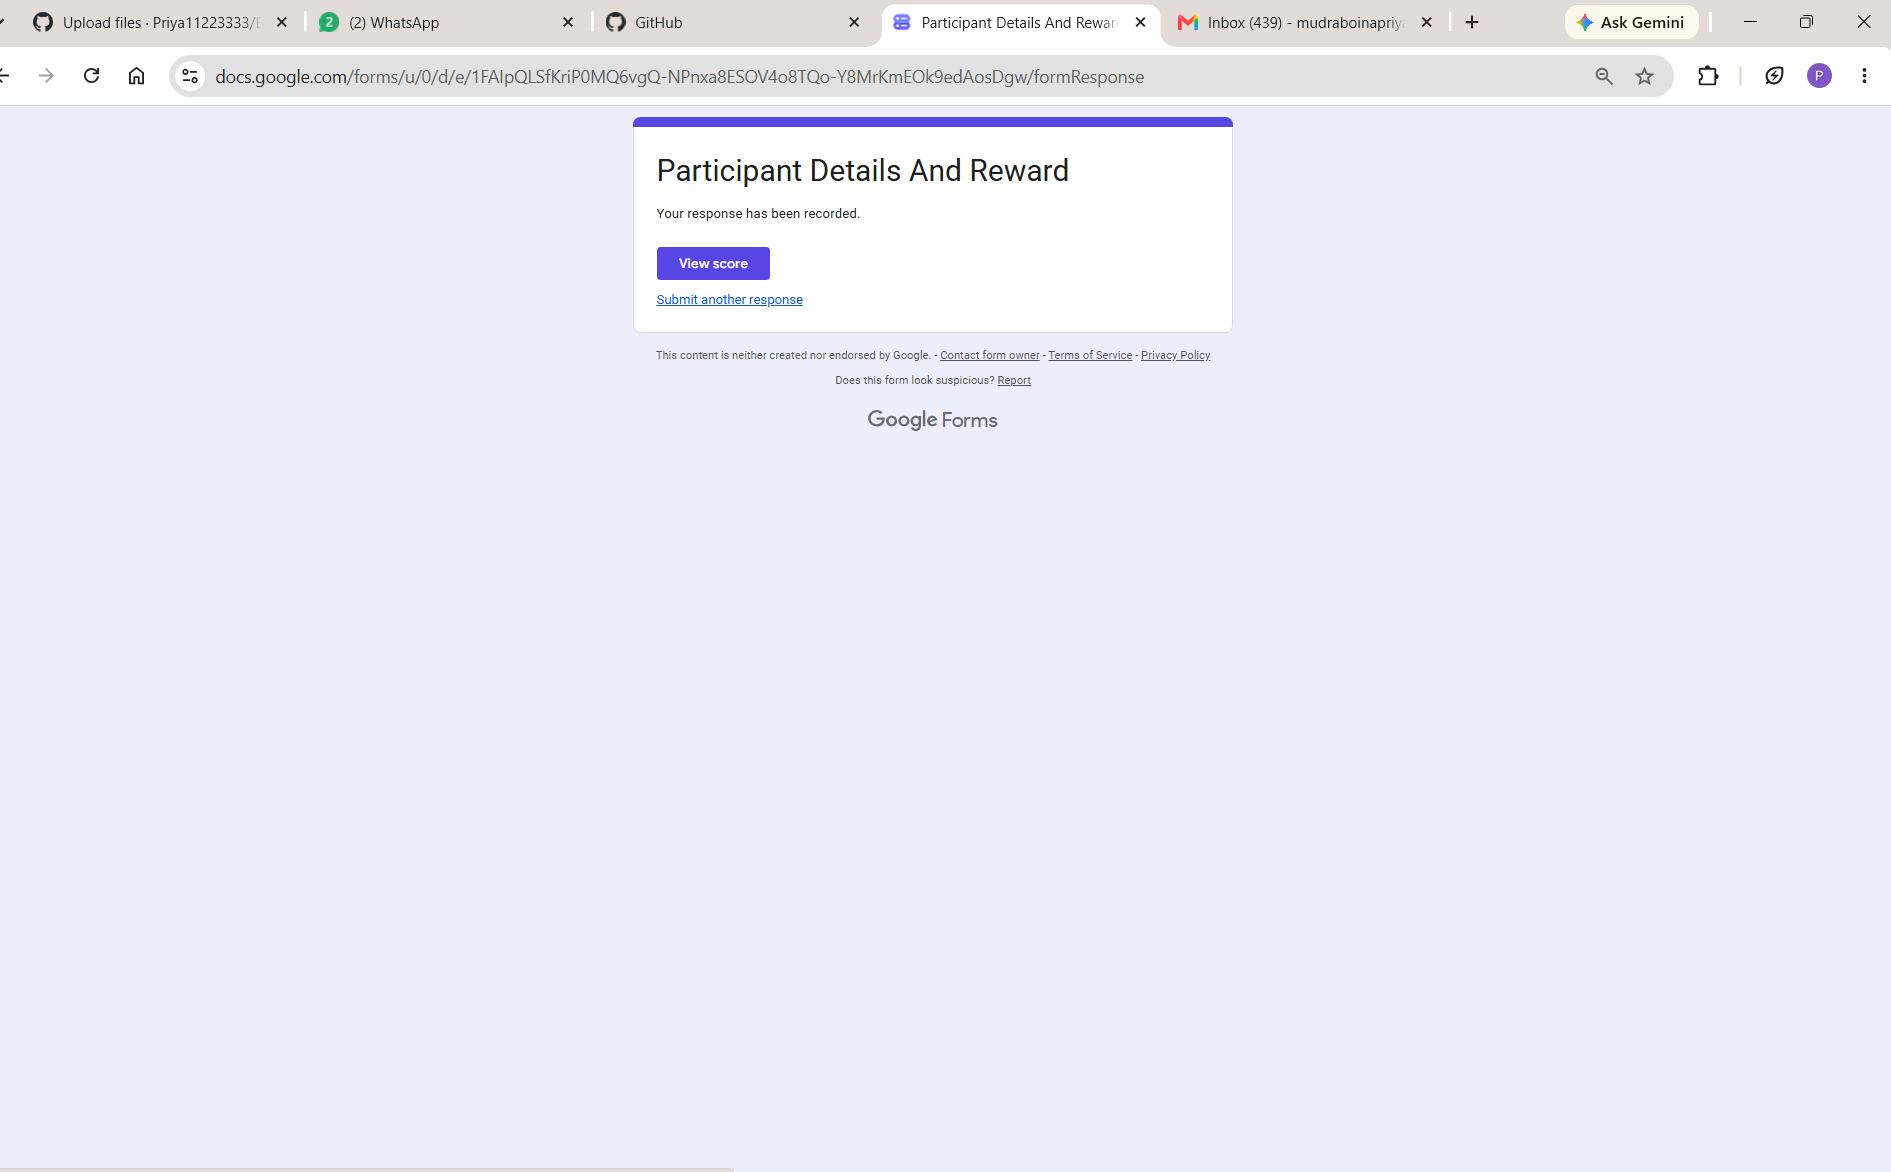 Upload files · Priya11223333/
2 (2) WhatsApp
GitHub
Participant Details And Rewar
Inbox (439) - mudraboinapriy
Ask Gemini
docs.google.com/forms/u/0/d/e/1FAIpQLSfKriP0MQ6vgQ-NPnxa8ESOV4o8TQo-Y8MrKmEOk9edAosDgw/formResponse
P
Participant Details And Reward
Your response has been recorded.
View score
Submit another response
This content is neither created nor endorsed by Google. - Contact form owner - Terms of Service - Privacy Policy
Does this form look suspicious? Report
Google Forms